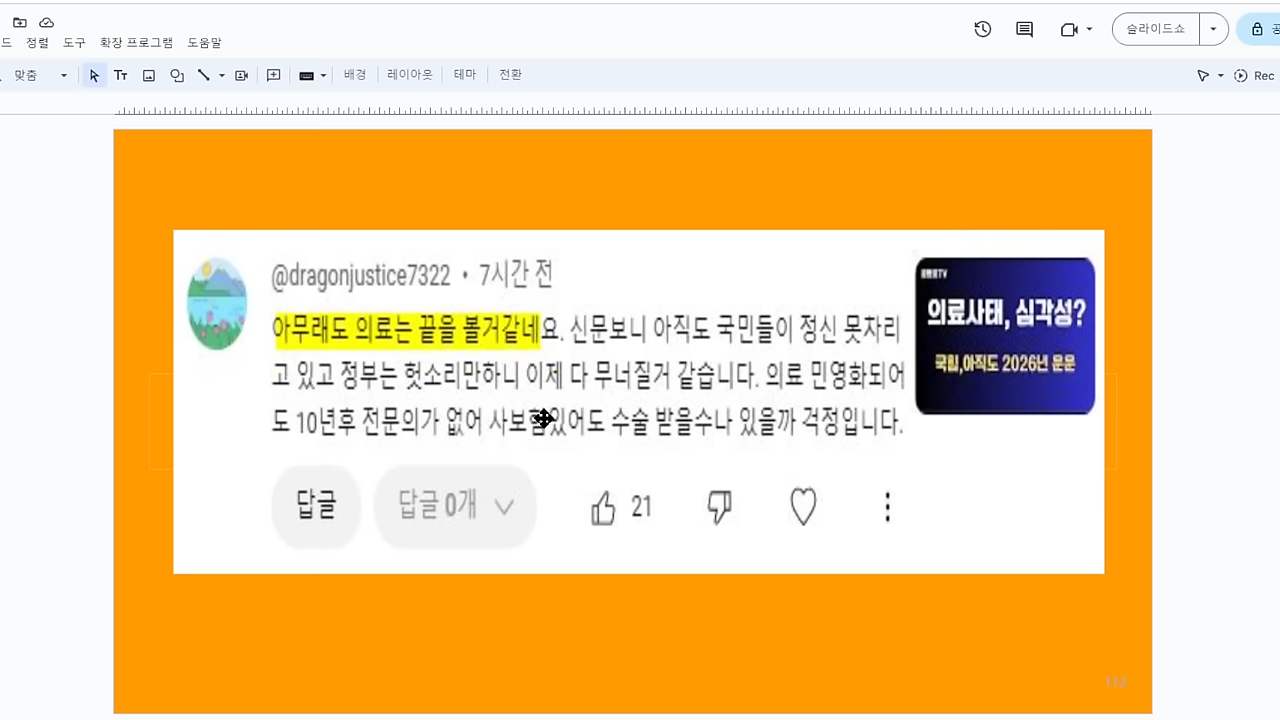 드 정렬 도구 확장 프로그램 도움말
슬라이드쇼
맞춤
Tт
배경 레이아웃 테마 전환
Rec
@dragonjustice7322 • 7시간 전
아무래도 의료는 끝을 볼거같네요. 신문보니 아직도 국민들이 정신 못차리
고 있고 정부는 헛소리만하니 이제 다 무너질거 같습니다. 의료 민영화되어
도 10년후 전문의가 없어 사보험있어도 수술 받을수나 있을까 걱정입니다.
의료사태, 심각성?
국힘,아직도 2026년 운운
답글
답글 0개
21
112